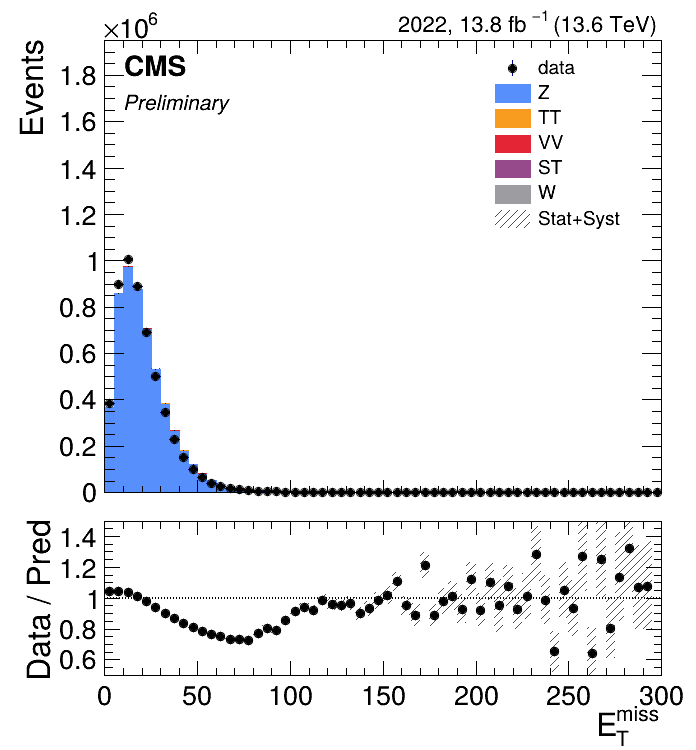 ×10⁶
2022, 13.8 fb ⁻¹ (13.6 TeV)
CMS
Preliminary
Events
1.8
1.6
1.4
1.2
1
0.8
0.6
0.4
0.2
0
data
Z
TT
VV
ST
W
Stat+Syst
Data / Pred
1.4
1.2
1
0.8
0.6
0 50 100 150 200 250 300
E_T^miss